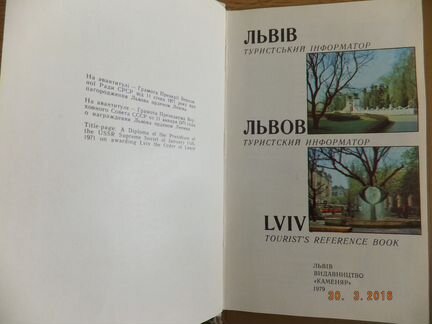 На авантитулі — Грамота Президії Верхов-
ної Ради СРСР від 11 січня 1971 року про
нагородження Львова орденом Леніна
На авантитуле — Грамота Президиума Вер-
ховного Совета СССР от 11 января 1971 года
о награждении Львова орденом Ленина
Title-page: A Diploma of the Presidium of
the USSR Supreme Soviet of January 11th,
1971 on awarding Lviv the Order of Lenin
ЛЬВІВ
ТУРИСТСЬКИЙ ІНФОРМАТОР
ЛЬВОВ
ТУРИСТСКИЙ ИНФОРМАТОР
LVIV
TOURIST'S REFERENCE BOOK
ЛЬВІВ
ВИДАВНИЦТВО
«КАМЕНЯР»
1979
30. 3.2016